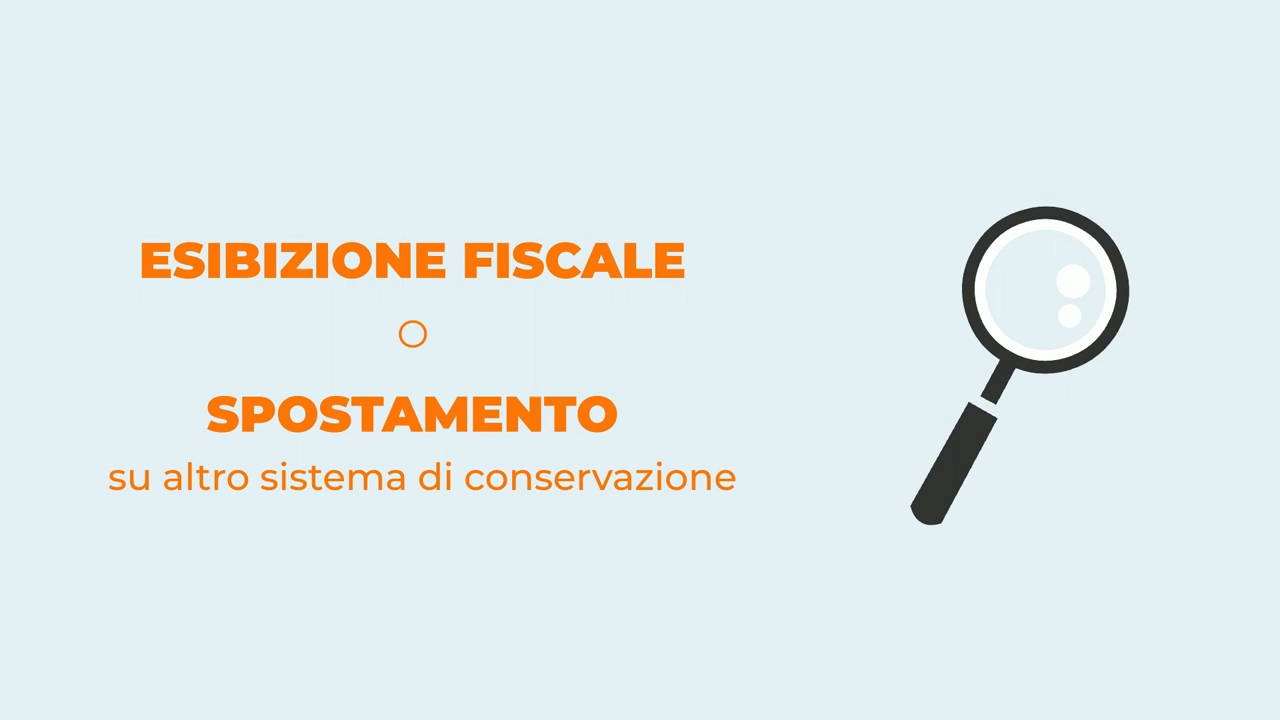 ESIBIZIONE FISCALE
O
SPOSTAMENTO
su altro sistema di conservazione